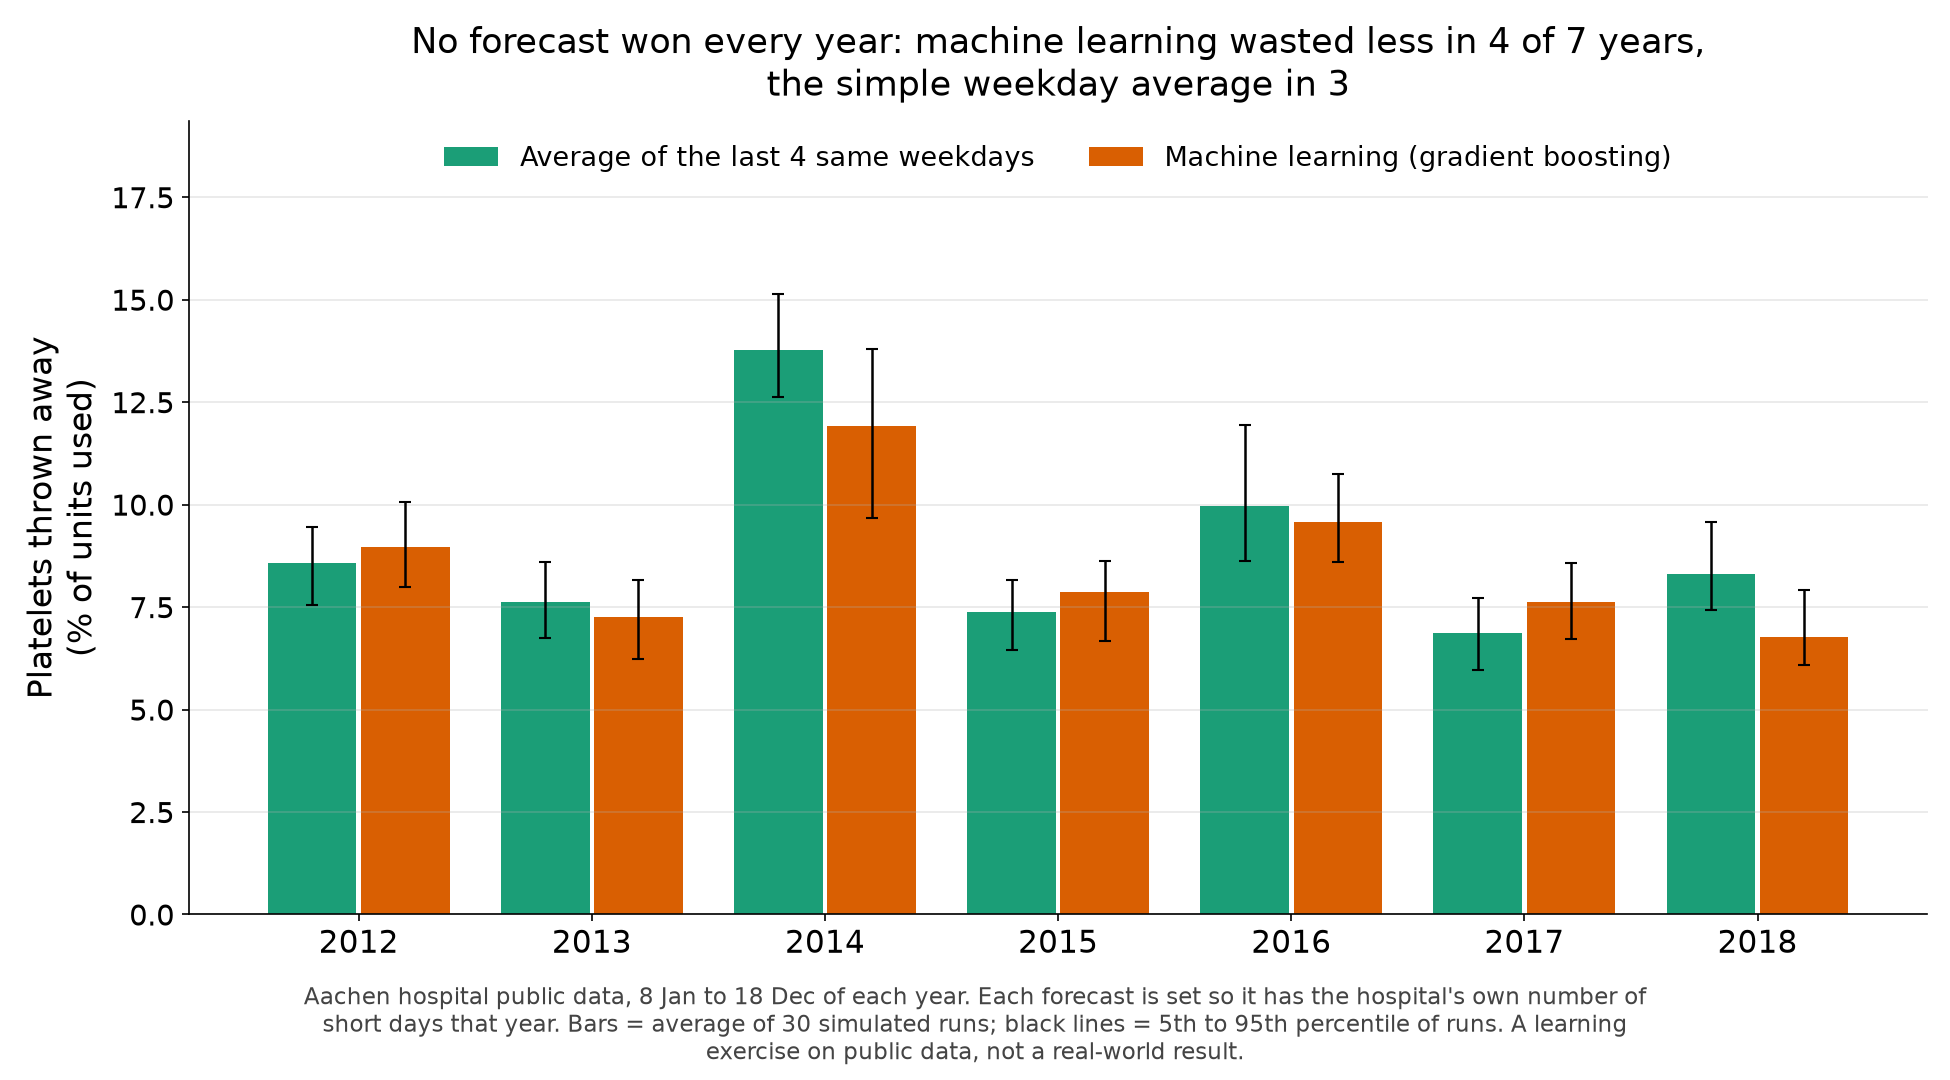 No forecast won every year: machine learning wasted less in 4 of 7 years,
the simple weekday average in 3
Average of the last 4 same weekdays
Machine learning (gradient boosting)
Platelets thrown away
(% of units used)
17.5
15.0
12.5
10.0
7.5
5.0
2.5
0.0
2012
2013
2014
2015
2016
2017
2018
Aachen hospital public data, 8 Jan to 18 Dec of each year. Each forecast is set so it has the hospital's own number of
short days that year. Bars = average of 30 simulated runs; black lines = 5th to 95th percentile of runs. A learning
exercise on public data, not a real-world result.